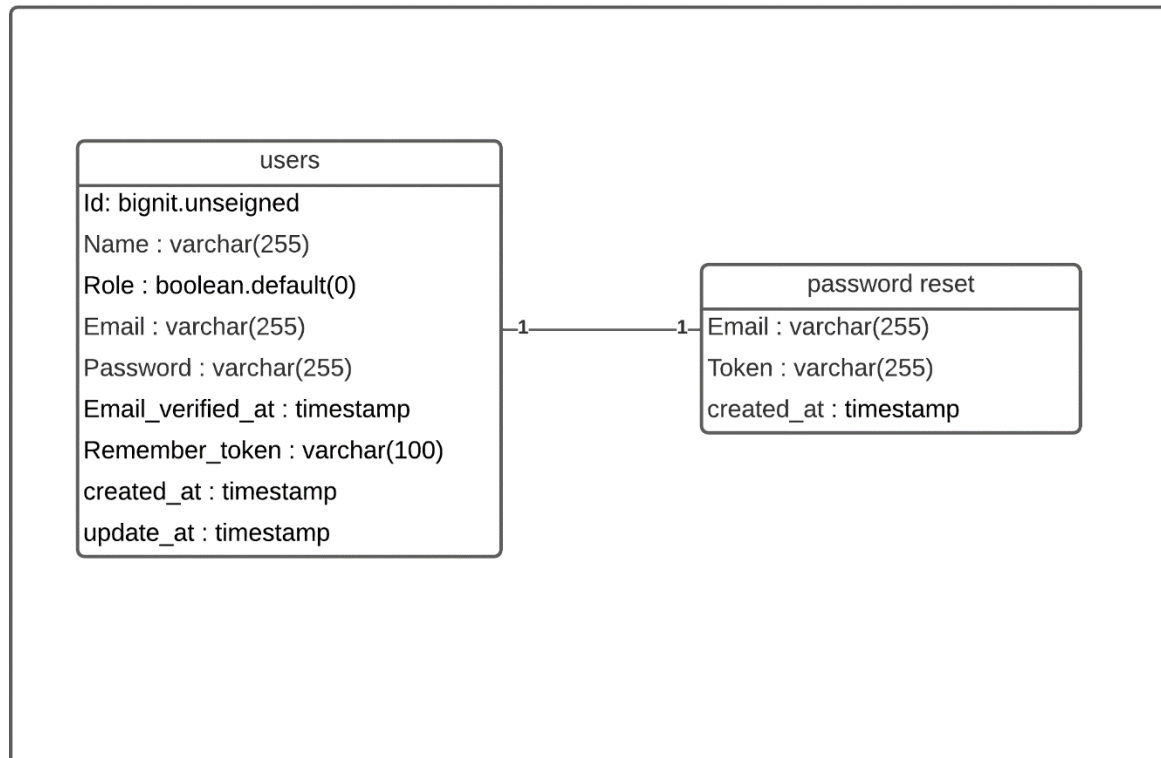 users
Id: bignit.unseigned
Name : varchar(255)
Role : boolean.default(0)
Email : varchar(255)
Password : varchar(255)
Email_verified_at : timestamp
Remember_token : varchar(100)
created_at : timestamp
update_at : timestamp
1
1
password reset
Email : varchar(255)
Token : varchar(255)
created_at : timestamp